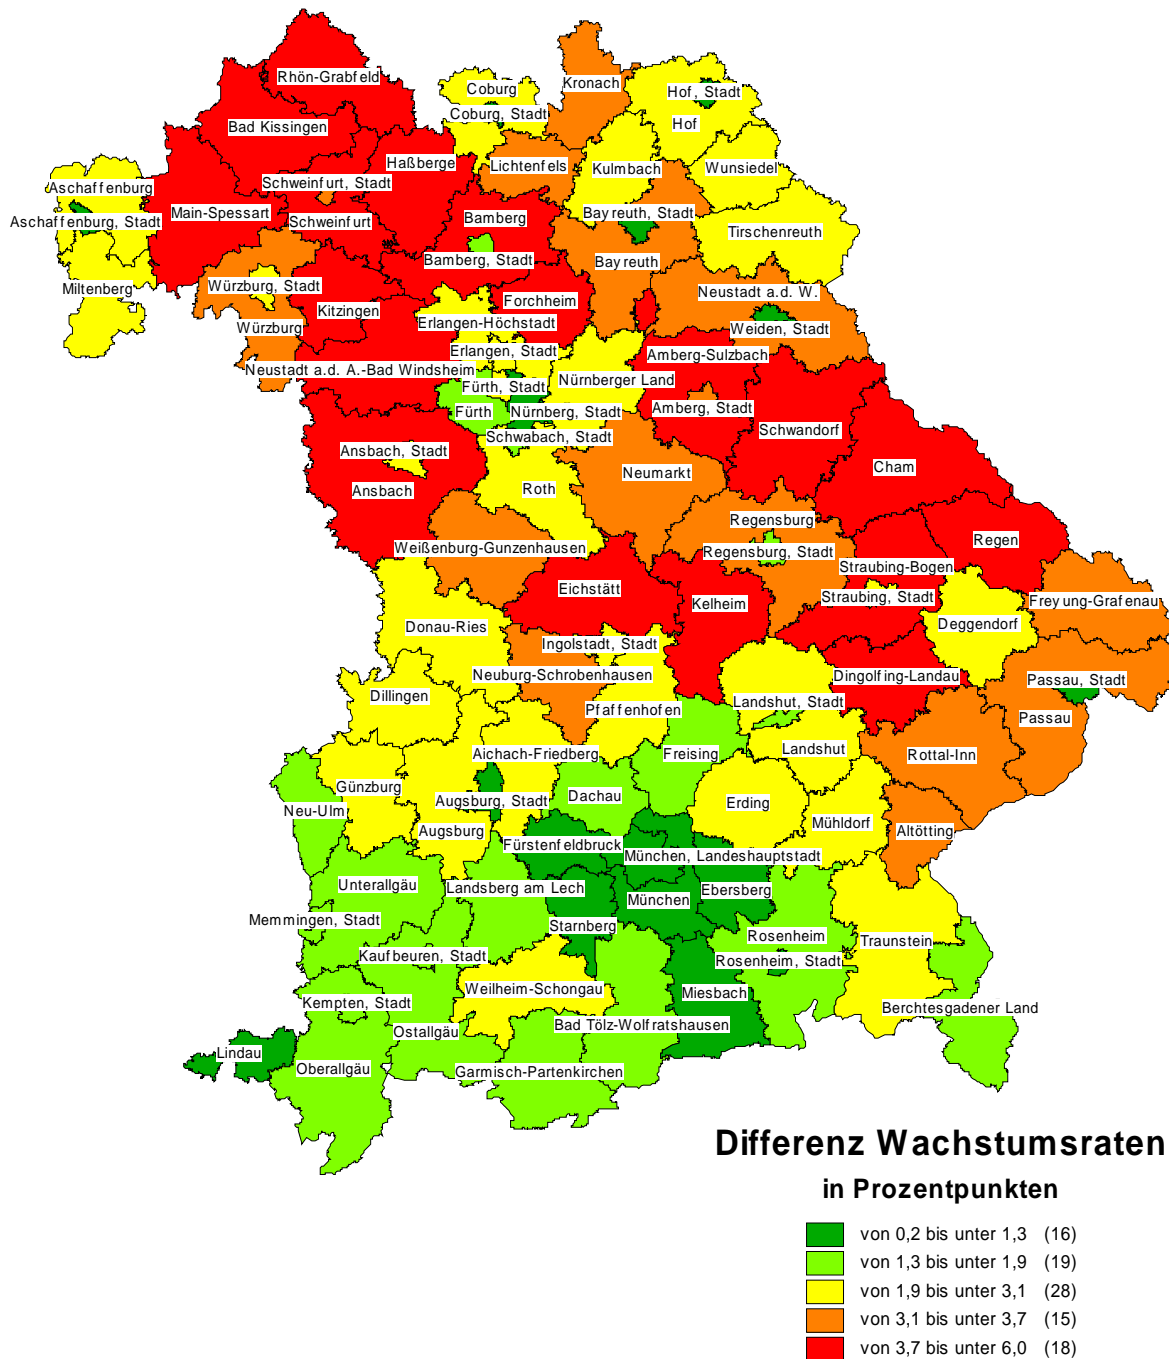 Rhön-Grabfeld
Kronach
Coburg
Hof, Stadt
Coburg, Stadt
Hof
Bad Kissingen
Haßberge
Lichtenfels
Kulmbach
Wunsiedel
Aschaffenburg
Schweinfurt, Stadt
Main-Spessart
Bamberg
Bayreuth, Stadt
Aschaffenburg, Stadt
Schweinfurt
Tirschenreuth
Bamberg, Stadt
Bayreuth
Miltenberg
Würzburg, Stadt
Neustadt a.d. W.
Kitzingen
Forchheim
Erlangen-Höchstadt
Würzburg
Weiden, Stadt
Erlangen, Stadt
Amberg-Sulzbach
Neustadt a.d. A.-Bad Windsheim
Nürnberger Land
Fürth, Stadt
Fürth
Nürnberg, Stadt
Amberg, Stadt
Schwabach, Stadt
Schwandorf
Ansbach, Stadt
Neumarkt
Cham
Ansbach
Roth
Regensburg
Weißenburg-Gunzenhausen
Regensburg, Stadt
Regen
Straubing-Bogen
Eichstätt
Kelheim
Straubing, Stadt
Freyung-Grafenau
Donau-Ries
Deggendorf
Ingolstadt, Stadt
Neuburg-Schrobenhausen
Dingolfing-Landau
Passau, Stadt
Dillingen
Pfaffenhofen
Landshut, Stadt
Passau
Aichach-Friedberg
Freising
Landshut
Rottal-Inn
Günzburg
Neu-Ulm
Augsburg, Stadt
Dachau
Erding
Mühldorf
Augsburg
Altötting
Fürstenfeldbruck
München, Landeshauptstadt
Unterallgäu
Landsberg am Lech
Ebersberg
München
Memmingen, Stadt
Starnberg
Rosenheim
Traunstein
Kaufbeuren, Stadt
Rosenheim, Stadt
Weilheim-Schongau
Miesbach
Kempten, Stadt
Berchtesgadener Land
Ostallgäu
Bad Tölz-Wolfratshausen
Lindau
Oberallgäu
Garmisch-Partenkirchen
Differenz Wachstumsraten
in Prozentpunkten
von 0,2 bis unter 1,3 (16)
von 1,3 bis unter 1,9 (19)
von 1,9 bis unter 3,1 (28)
von 3,1 bis unter 3,7 (15)
von 3,7 bis unter 6,0 (18)